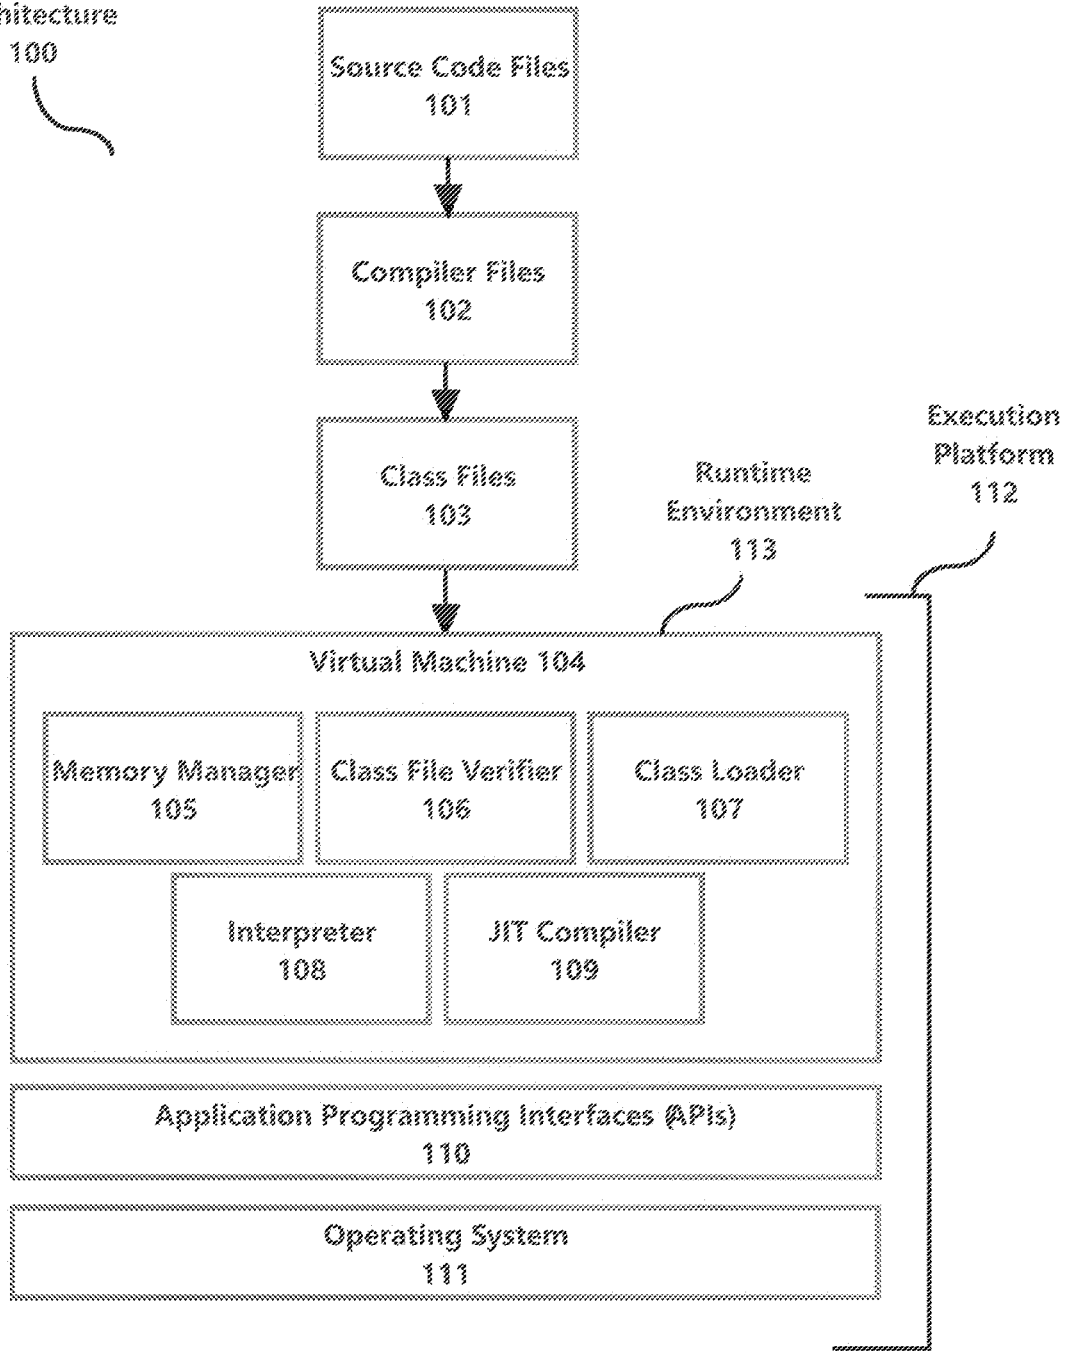 100
Source Code Files
101
Compiler Files
102
Class Files
103
Execution
Platform
112
Runtime
Environment
113
Virtual Machine 104
Memory Manager
105
Class File Verifier
106
Class Loader
107
Interpreter
108
JIT Compiler
109
Application Programming Interfaces (APIs)
110
Operating System
111